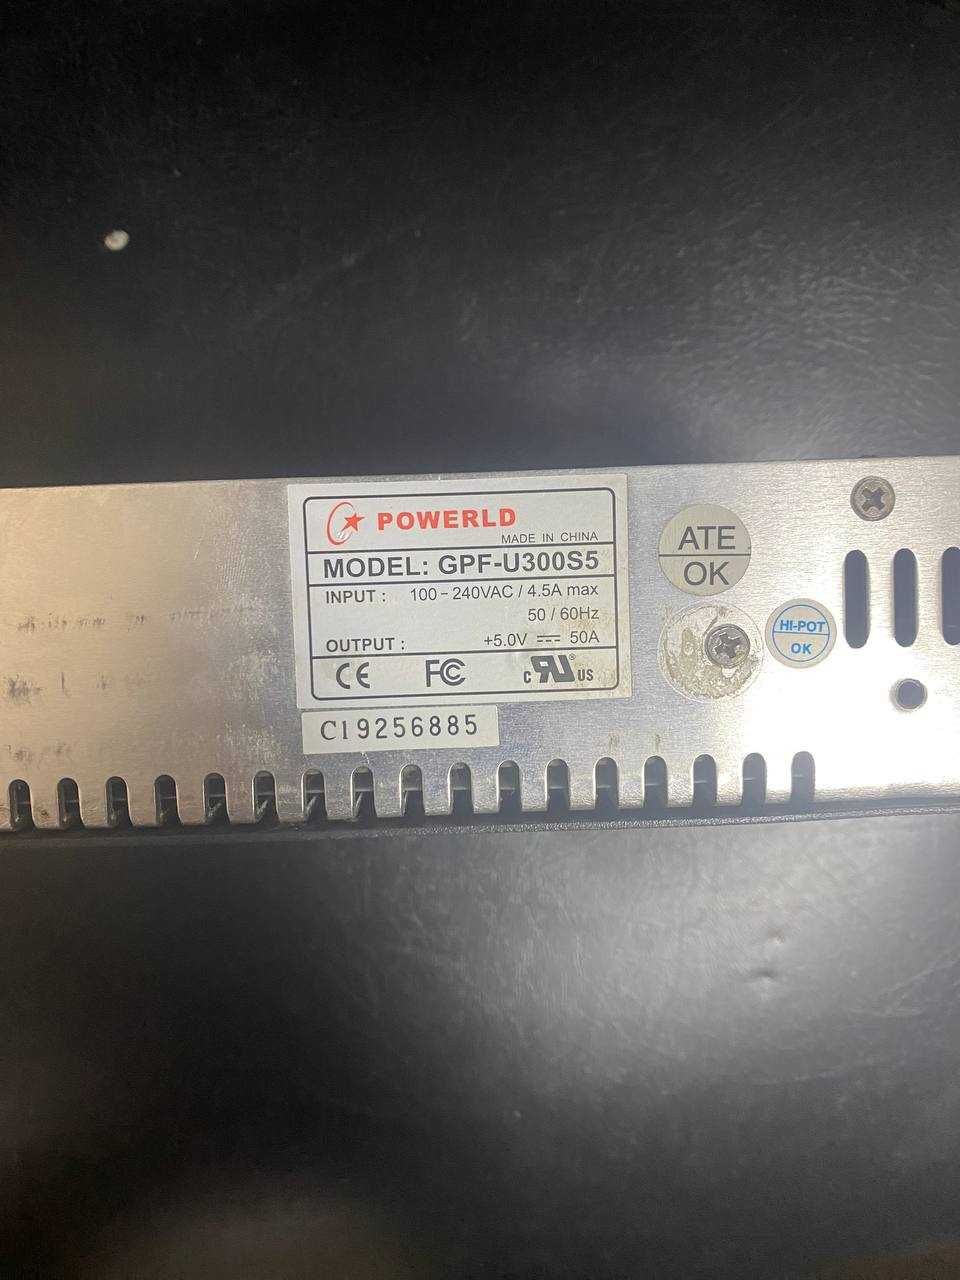 POWERLD
MADE IN CHINA
MODEL: GPF-U300S5
INPUT : 100-240VAC / 4.5A max
50 / 60Hz
OUTPUT : +5.0V 50A
CE FC c RU ® US
C19256885
ATE
OK
HI-POT
OK